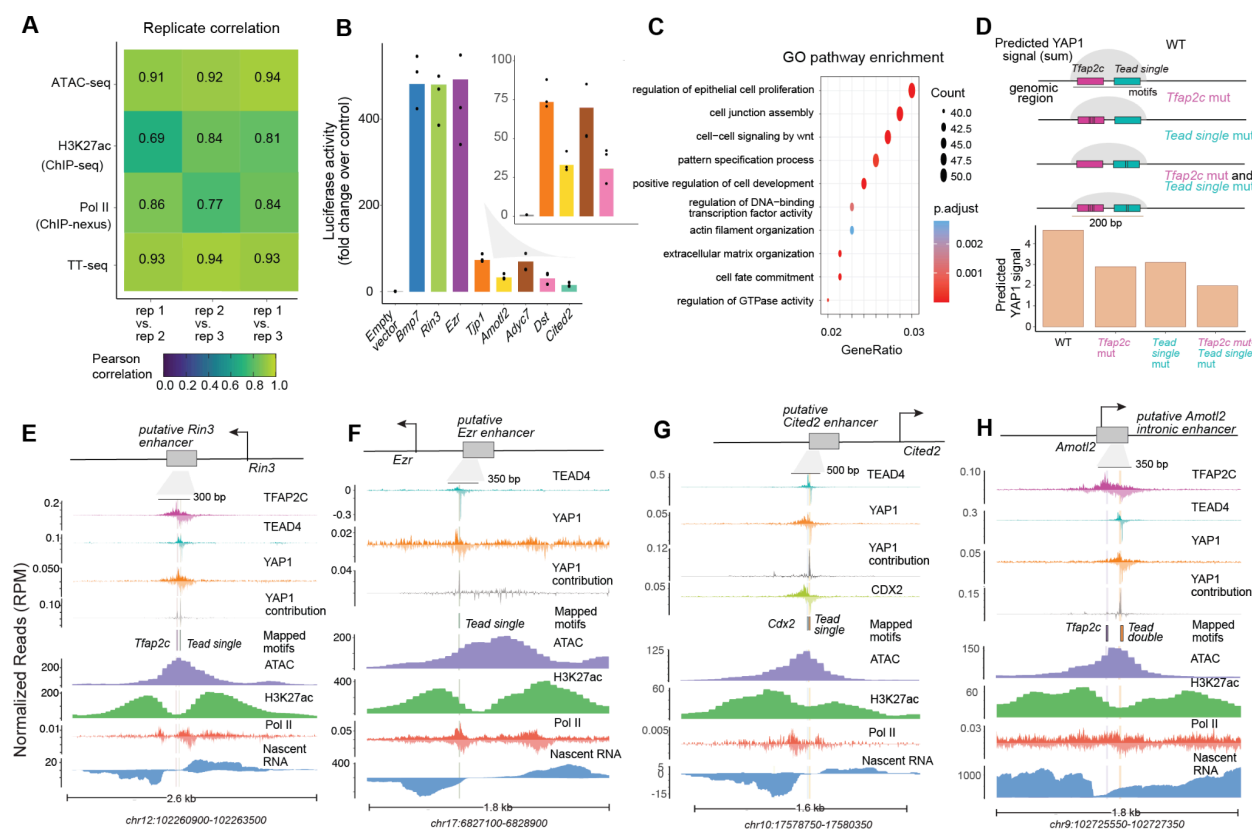 A
Replicate correlation
ATAC-seq
0.91
0.92
0.94
H3K27ac
(ChIP-seq)
0.69
0.84
0.81
Pol II
(ChIP-nexus)
0.86
0.77
0.84
TT-seq
0.93
0.94
0.93
rep 1
vs.
rep 2
rep 2
vs.
rep 3
rep 1
vs.
rep 3
Pearson
correlation
0.0
0.2
0.4
0.6
0.8
1.0
B
Luciferase activity
(fold change over control)
400
200
0
100
75
50
25
0
Empty
vector
Bmp7
Rin3
Ezr
Tjp1
Amotl2
Adyc7
Dst
Cited2
C
GO pathway enrichment
regulation of epithelial cell proliferation
cell junction assembly
cell-cell signaling by wnt
pattern specification process
positive regulation of cell development
regulation of DNA-binding
transcription factor activity
actin filament organization
extracellular matrix organization
cell fate commitment
regulation of GTPase activity
0.02
0.03
GeneRatio
Count
40.0
42.5
45.0
47.5
50.0
p.adjust
0.002
0.001
D
Predicted YAP1
signal (sum)
WT
Tfap2c
Tead single
motifs
genomic
region
Tfap2c mut
Tead single mut
Tfap2c mut and
Tead single mut
200 bp
Predicted
YAP1 signal
4
3
2
1
0
WT
Tfap2c
mut
Tead
single
mut
Tfap2c mut
Tead single
mut
E
putative Rin3
enhancer
Rin3
300 bp
TFAP2C
0.2
TEAD4
0.1
YAP1
0.050
YAP1
contribution
0.10
Tfap2c
Tead single
Mapped
motifs
ATAC
200
H3K27ac
200
Pol II
0.01
Nascent
RNA
20
2.6 kb
chr12:102260900-102263500
Normalized Reads (RPM)
F
putative
Ezr enhancer
Ezr
350 bp
TEAD4
0
-0.3
YAP1
0.02
YAP1
contribution
0.04
Tead single
Mapped
motifs
ATAC
200
H3K27ac
400
Pol II
0.05
Nascent RNA
400
1.8 kb
chr17:6827100-6828900
G
putative
Cited2 enhancer
Cited2
500 bp
TEAD4
0.5
YAP1
0.05
YAP1
contribution
0.12
CDX2
0.05
Cdx2
Tead
single
Mapped
motifs
ATAC
125
H3K27ac
60
Pol II
0.005
Nascent RNA
5
0
-15
1.6 kb
chr10:17578750-17580350
H
putative Amotl2
intronic enhancer
Amotl2
350 bp
TFAP2C
0.10
TEAD4
0.3
YAP1
0.05
YAP1
contribution
0.15
Tfap2c
Tead
double
Mapped
motifs
ATAC
150
H3K27ac
60
Pol II
0.03
Nascent
RNA
1000
1.8 kb
chr9:102725550-102727350